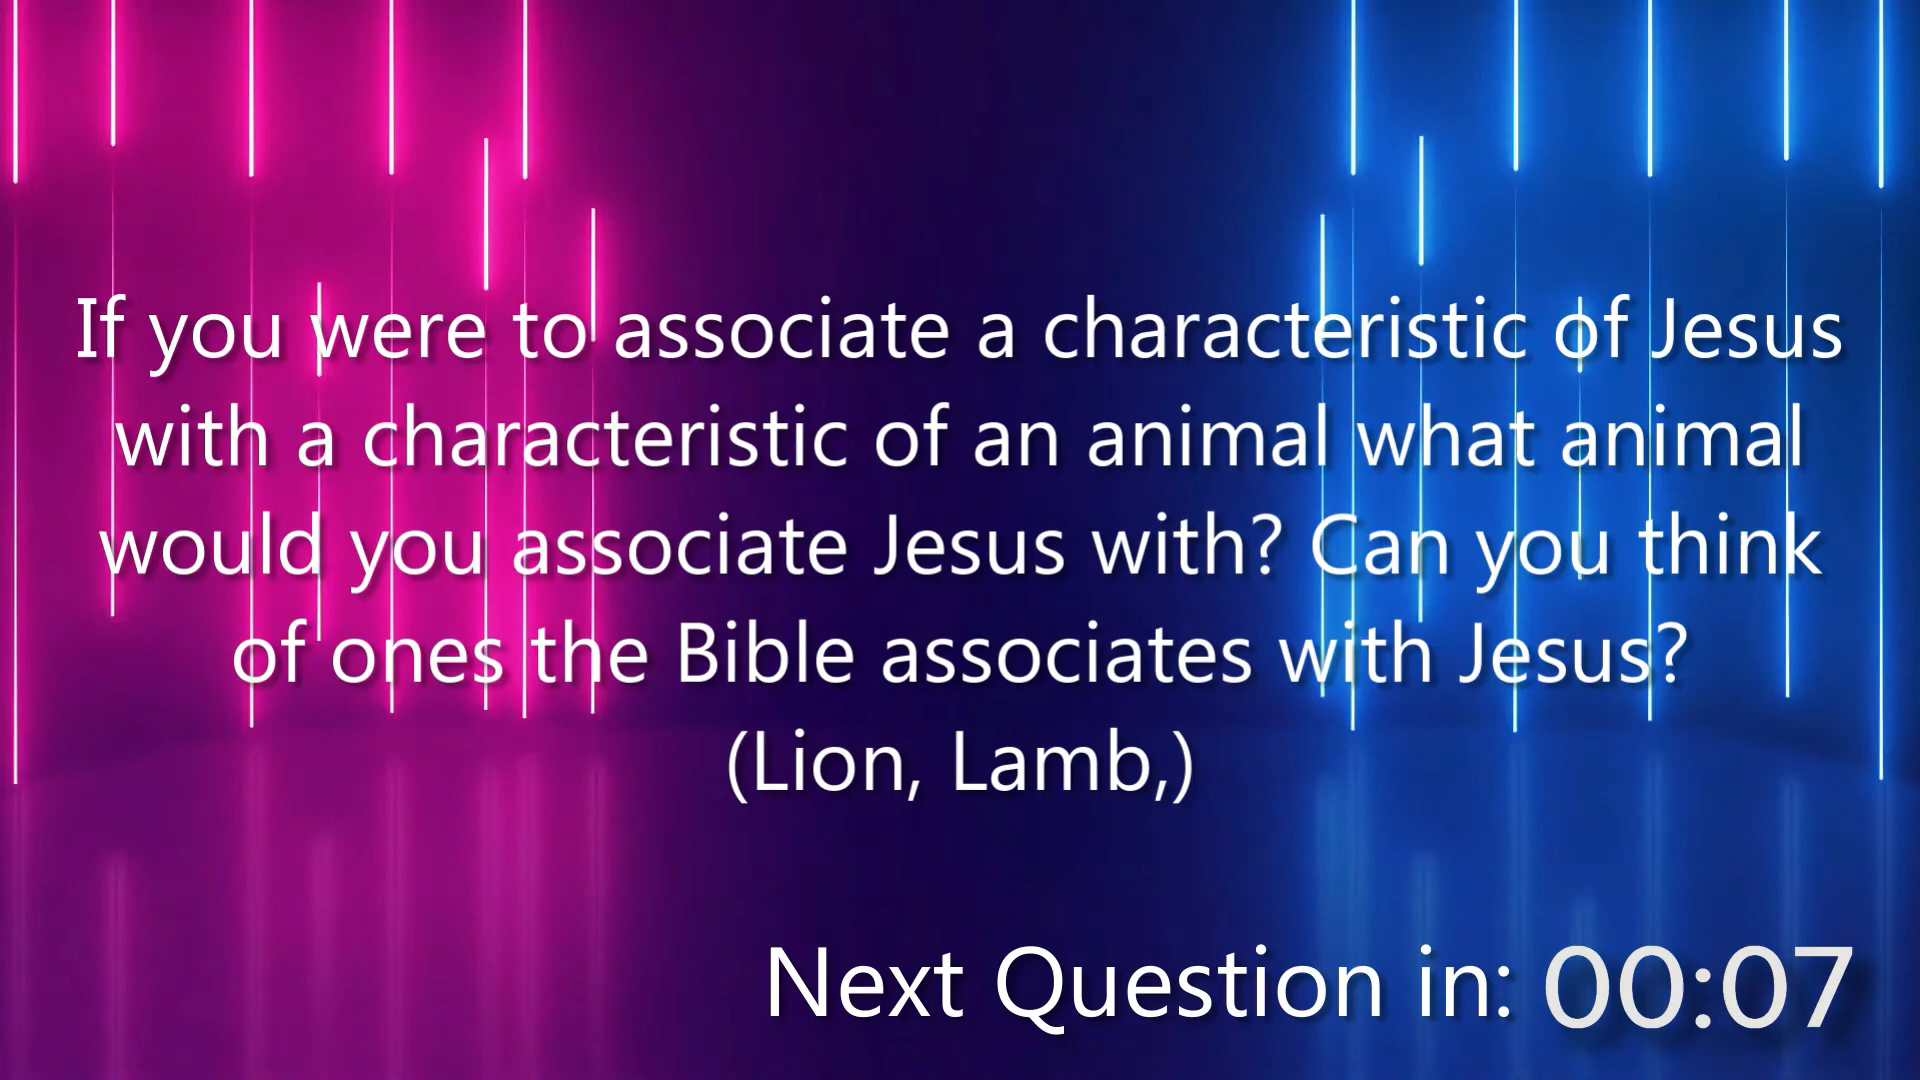 If you were to associate a characteristic of Jesus
with a characteristic of an animal what animal
would you associate Jesus with? Can you think
of ones the Bible associates with Jesus?
(Lion, Lamb,)
Next Question in: 00:07